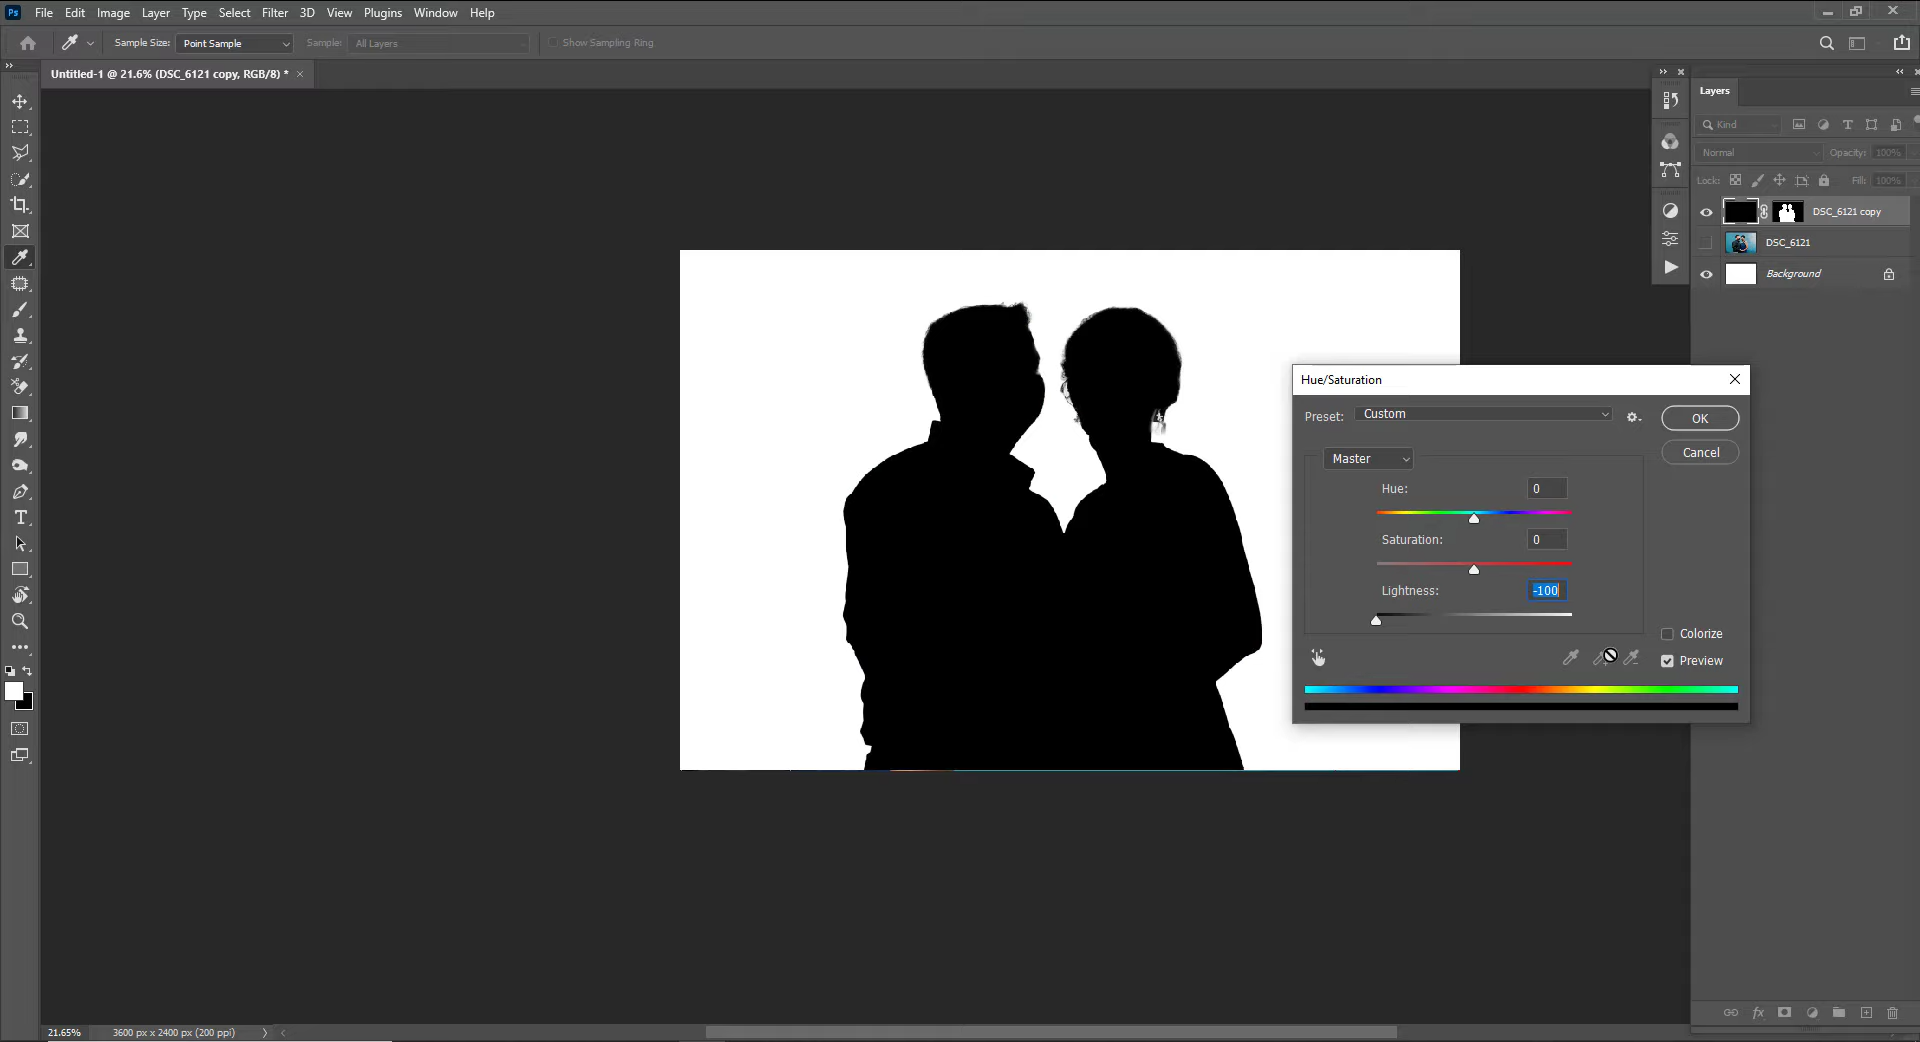 Ps File Edit Image Layer Type Select Filter 3D View Plugins Window Help
Sample Size: Point Sample Sample: All Layers Show Sampling Ring
Untitled-1 @ 21.6% (DSC_6121 copy, RGB/8) *
Layers
Kind
Normal Opacity: 100%
Lock: Fill: 100%
DSC_6121 copy
DSC_6121
Background
Hue/Saturation
Preset: Custom
OK
Master
Cancel
Hue: 0
Saturation: 0
Lightness: -100
Colorize
Preview
fx
21.65% 3600 px x 2400 px (200 ppi)